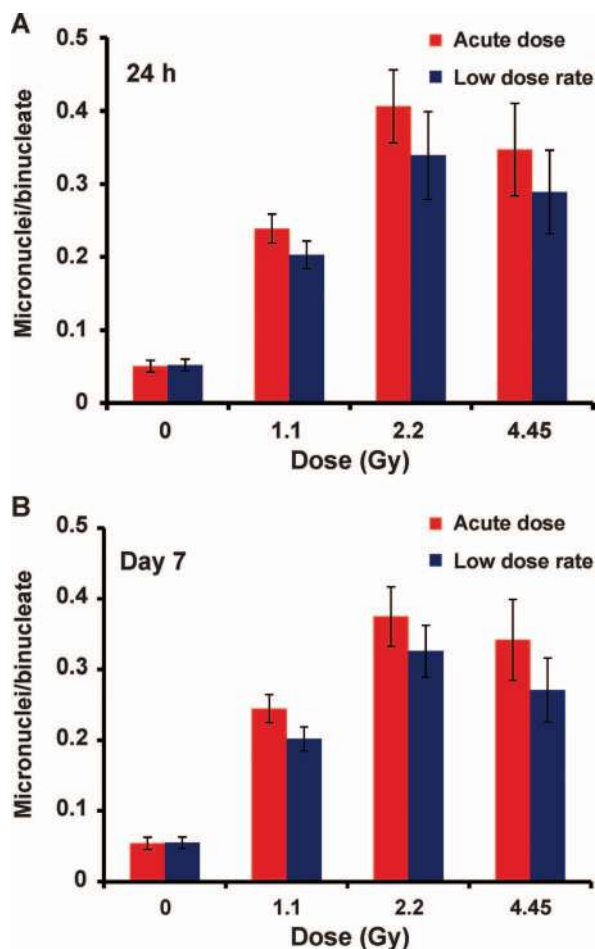 A
Micronuclei/binucleate
0.5
0.4
0.3
0.2
0.1
0
24 h
Acute dose
Low dose rate
0 1.1 2.2 4.45
Dose (Gy)
B
Micronuclei/binucleate
0.5
0.4
0.3
0.2
0.1
0
Day 7
Acute dose
Low dose rate
0 1.1 2.2 4.45
Dose (Gy)